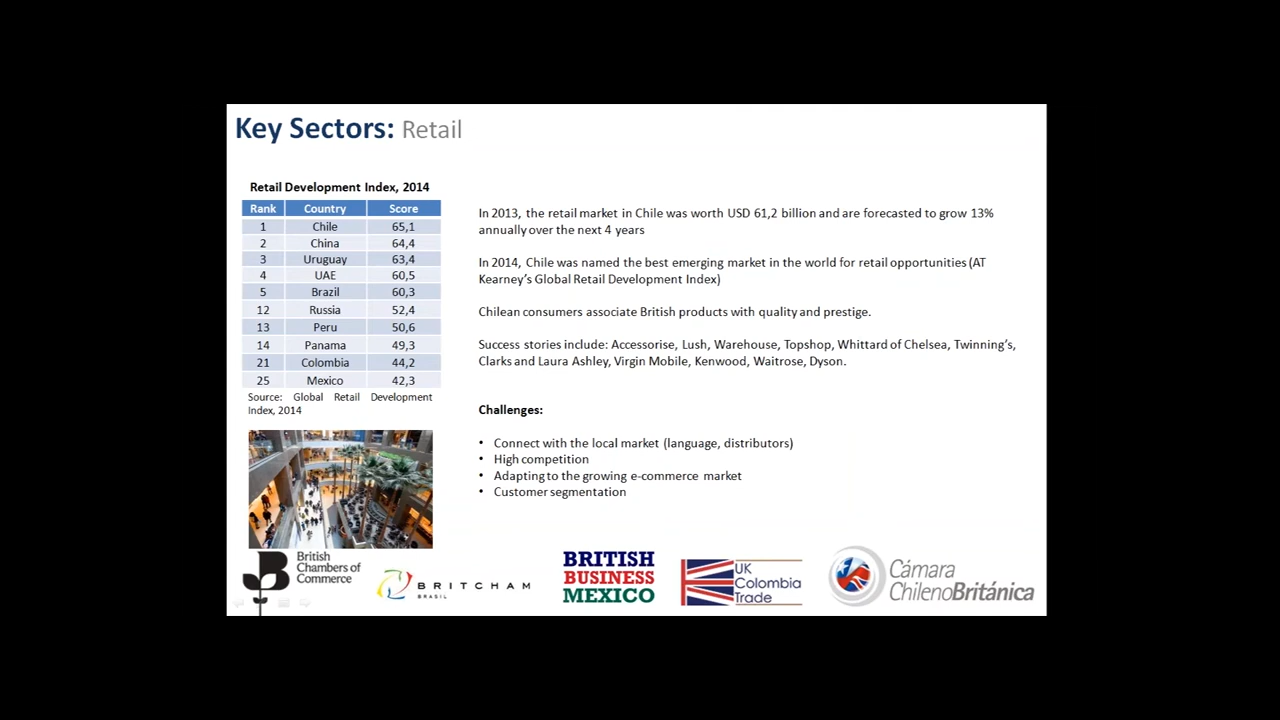 Key Sectors: Retail
Retail Development Index, 2014
Rank Country Score
1 Chile 65,1
2 China 64,4
3 Uruguay 63,4
4 UAE 60,5
5 Brazil 60,3
12 Russia 52,4
13 Peru 50,6
14 Panama 49,3
21 Colombia 44,2
25 Mexico 42,3
Source: Global Retail Development
Index, 2014
In 2013, the retail market in Chile was worth USD 61,2 billion and are forecasted to grow 13%
annually over the next 4 years
In 2014, Chile was named the best emerging market in the world for retail opportunities (AT
Kearney's Global Retail Development Index)
Chilean consumers associate British products with quality and prestige.
Success stories include: Accessorise, Lush, Warehouse, Topshop, Whittard of Chelsea, Twinning's,
Clarks and Laura Ashley, Virgin Mobile, Kenwood, Waitrose, Dyson.
Challenges:
• Connect with the local market (language, distributors)
• High competition
• Adapting to the growing e-commerce market
• Customer segmentation
British
Chambers of
Commerce
BRITCHAM
BRASIL
BRITISH
BUSINESS
MEXICO
UK
Colombia
Trade
Cámara
ChilenoBritánica